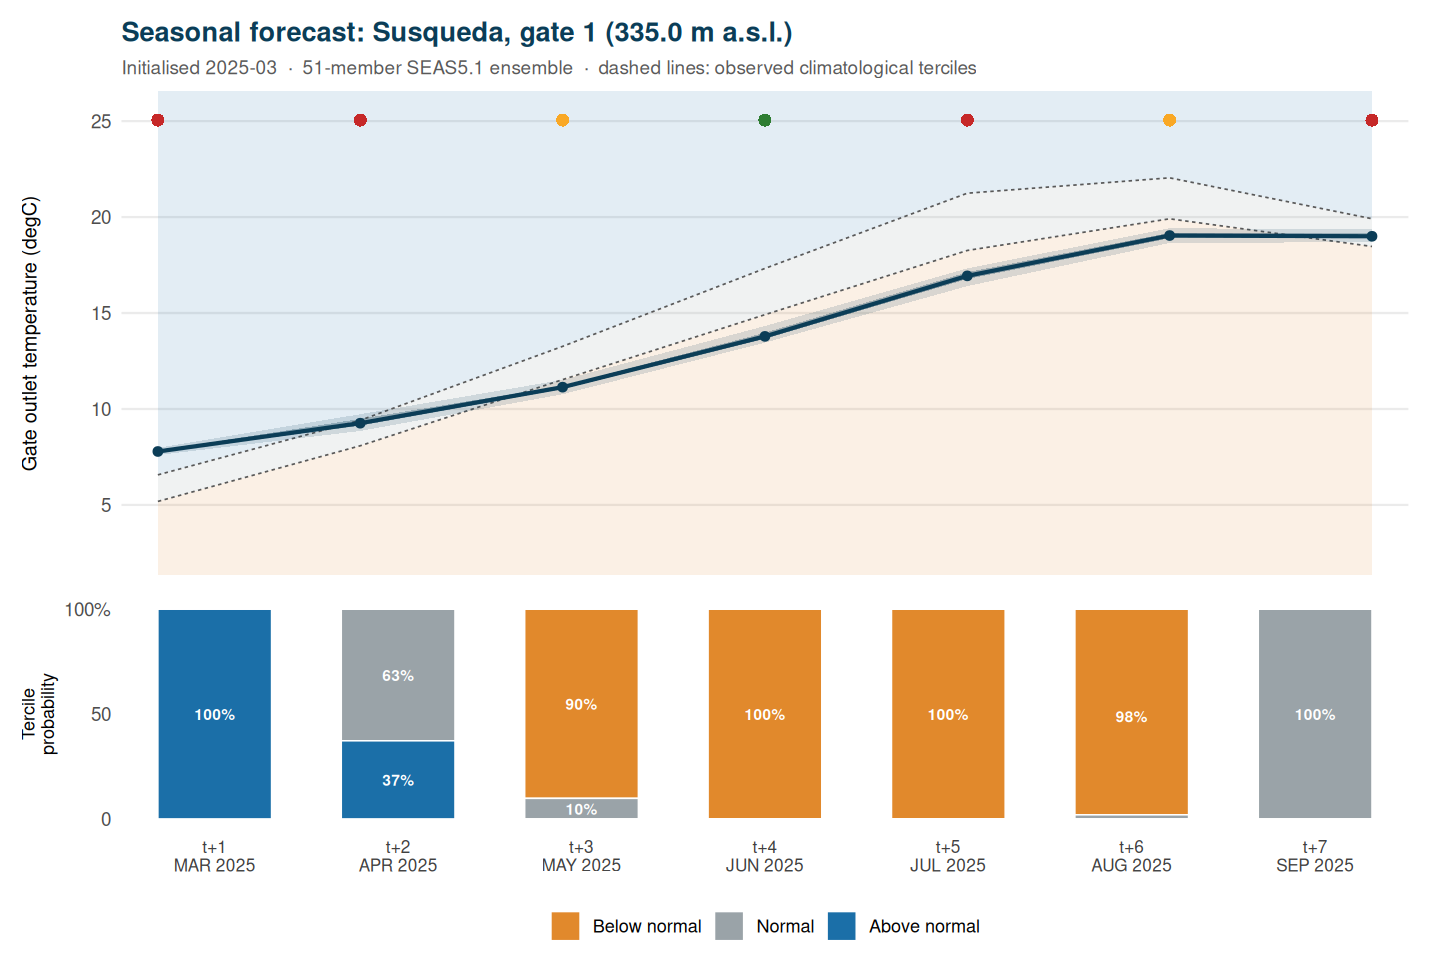 Seasonal forecast: Susqueda, gate 1 (335.0 m a.s.l.)
Initialised 2025-03 · 51-member SEAS5.1 ensemble · dashed lines: observed climatological terciles
Gate outlet temperature (degC)
25
20
15
10
5
Tercile
probability
100%
50
0
100%
63%
37%
90%
10%
100%
100%
98%
100%
t+1
MAR 2025
t+2
APR 2025
t+3
MAY 2025
t+4
JUN 2025
t+5
JUL 2025
t+6
AUG 2025
t+7
SEP 2025
Below normal
Normal
Above normal